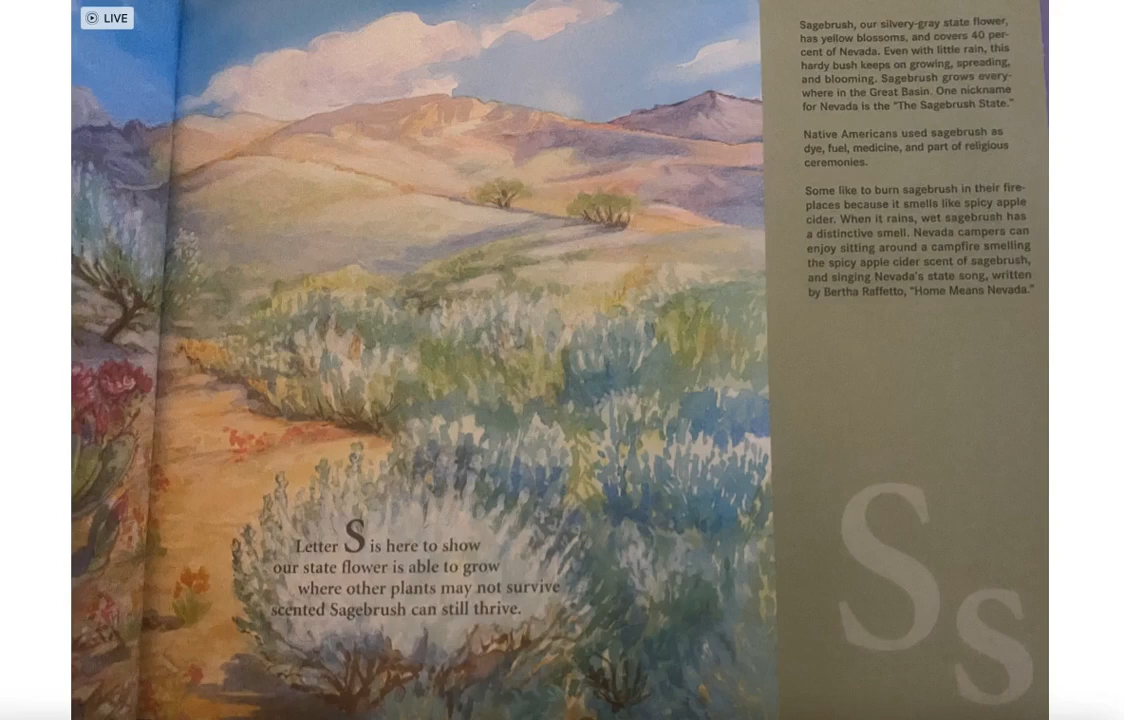 LIVE
Sagebrush, our silvery-gray state flower,
has yellow blossoms, and covers 40 per-
cent of Nevada. Even with little rain, this
hardy bush keeps on growing, spreading,
and blooming. Sagebrush grows every-
where in the Great Basin. One nickname
for Nevada is the "The Sagebrush State."
Native Americans used sagebrush as
dye, fuel, medicine, and part of religious
ceremonies.
Some like to burn sagebrush in their fire-
places because it smells like spicy apple
cider. When it rains, wet sagebrush has
a distinctive smell. Nevada campers can
enjoy sitting around a campfire smelling
the spicy apple cider scent of sagebrush,
and singing Nevada's state song, written
by Bertha Raffetto, "Home Means Nevada."
Letter S is here to show
our state flower is able to grow
where other plants may not survive
scented Sagebrush can still thrive.
Ss